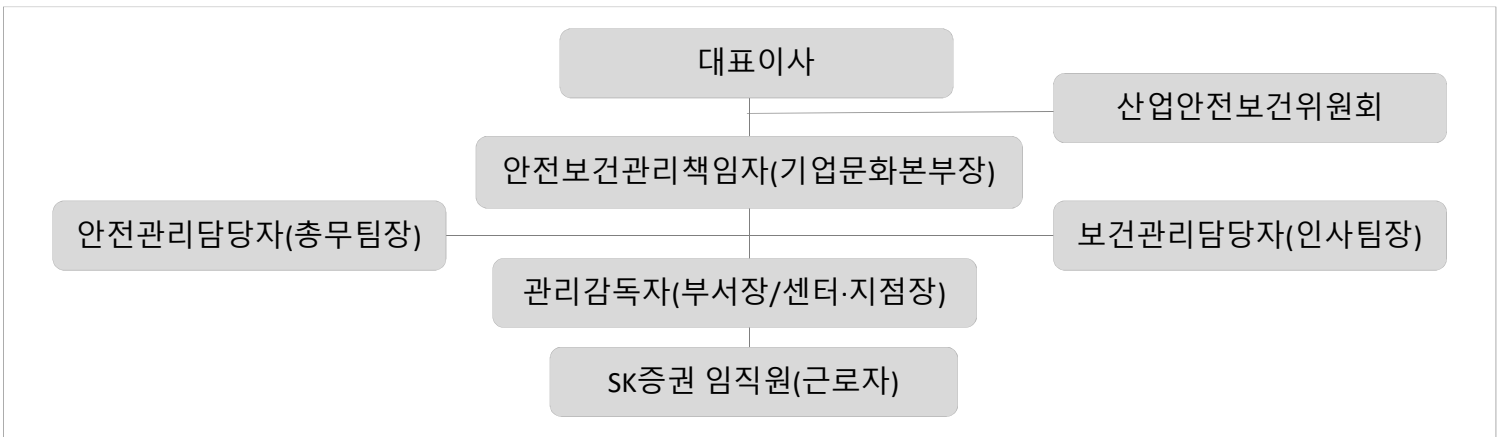 대표이사
산업안전보건위원회
안전보건관리책임자(기업문화본부장)
안전관리담당자(총무팀장)
보건관리담당자(인사팀장)
관리감독자(부서장/센터·지점장)
SK증권 임직원(근로자)